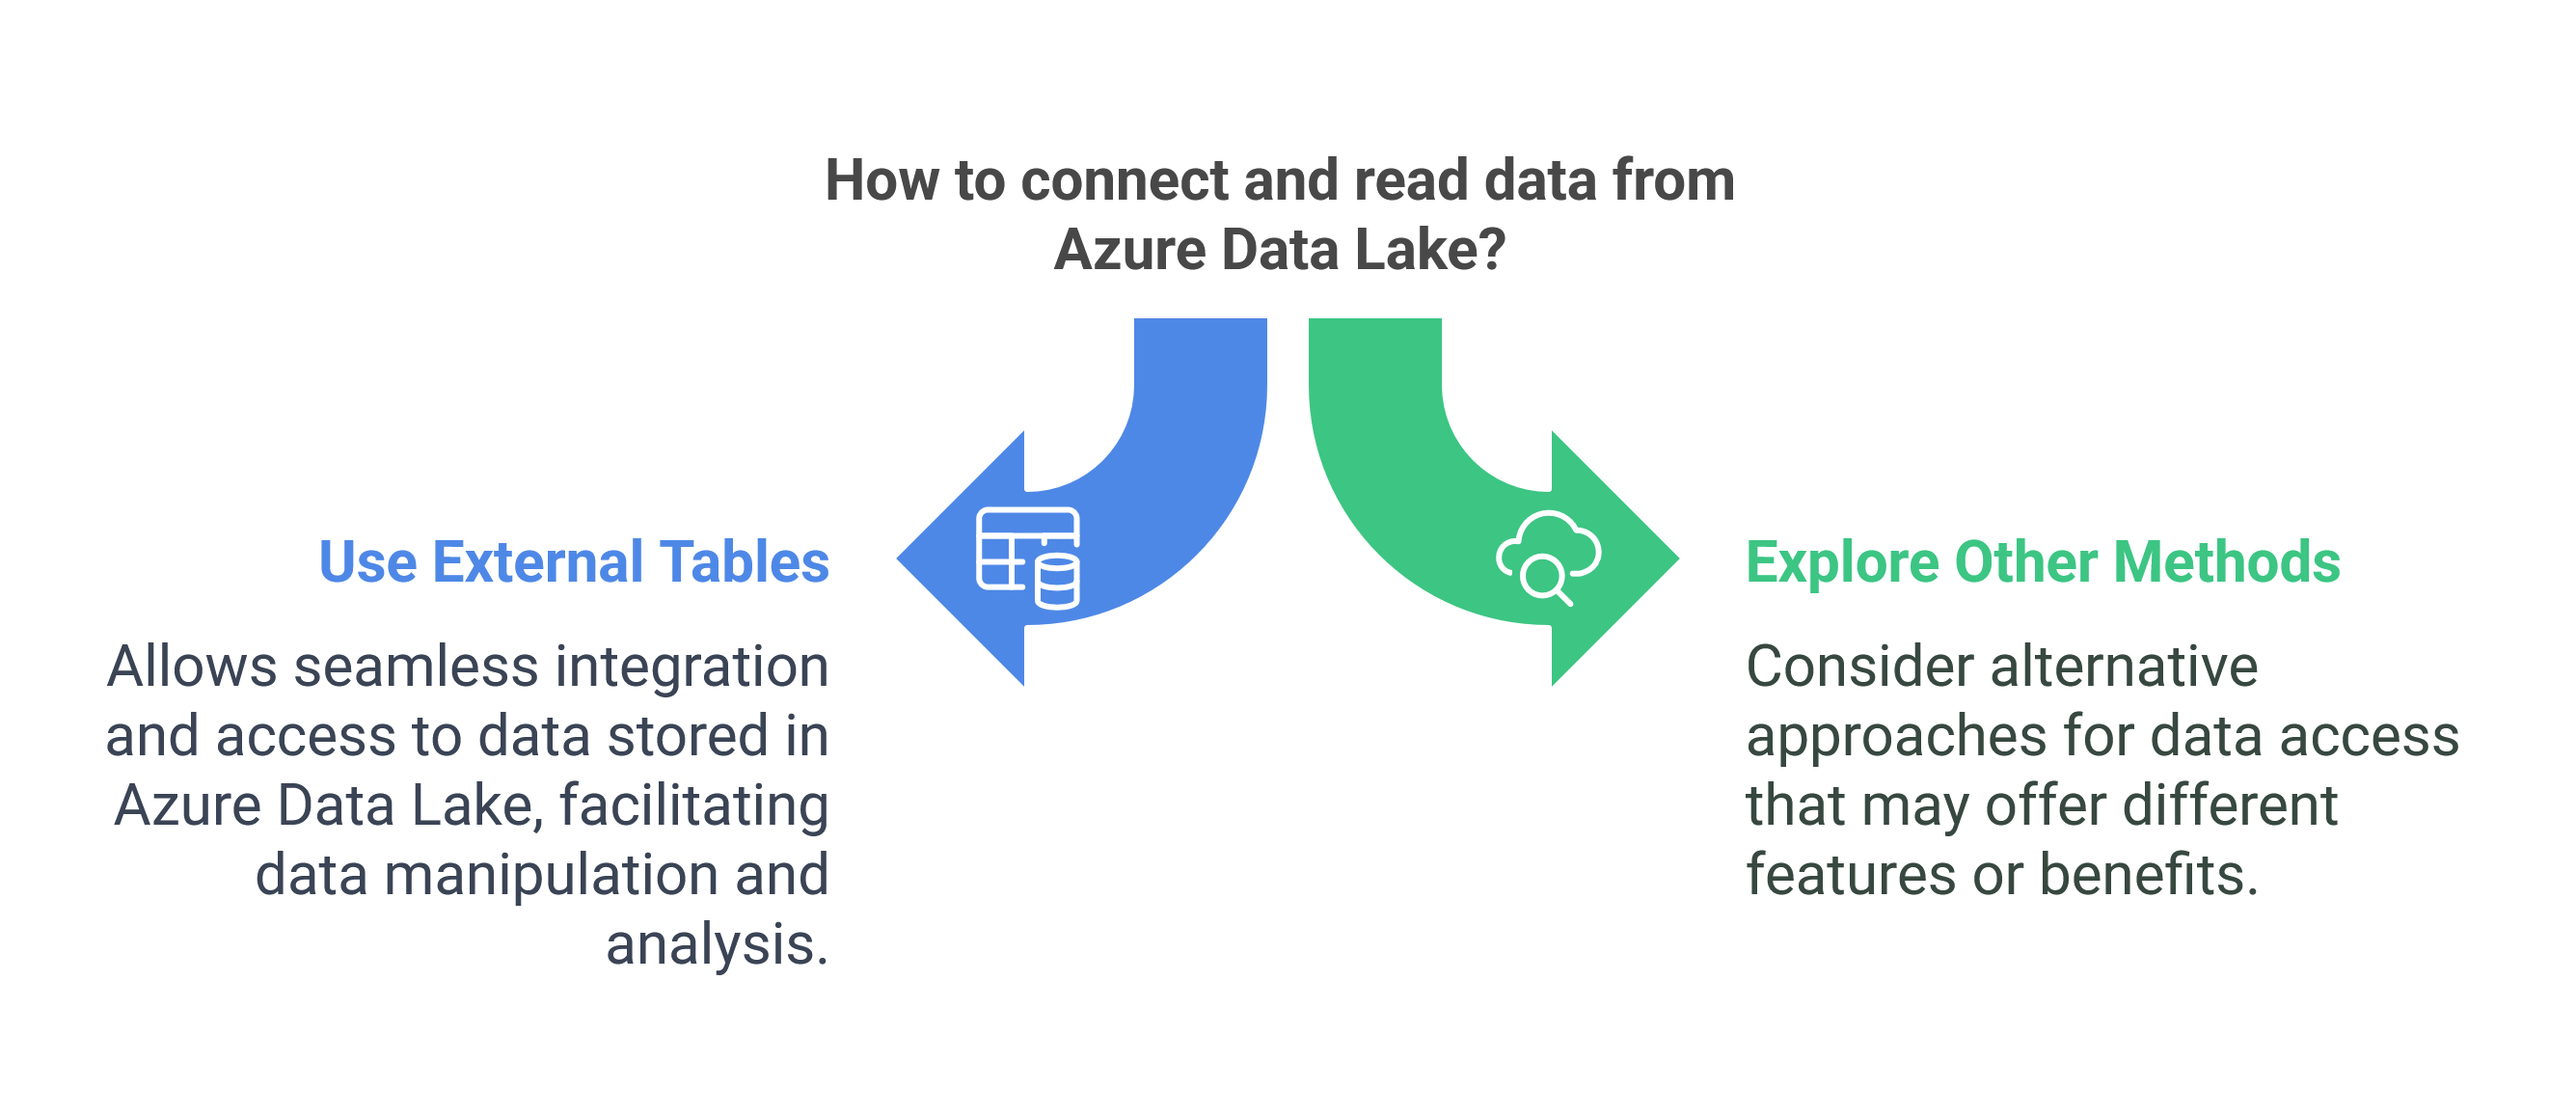 How to connect and read data from
Azure Data Lake?
Use External Tables
Allows seamless integration
and access to data stored in
Azure Data Lake, facilitating
data manipulation and
analysis.
Explore Other Methods
Consider alternative
approaches for data access
that may offer different
features or benefits.